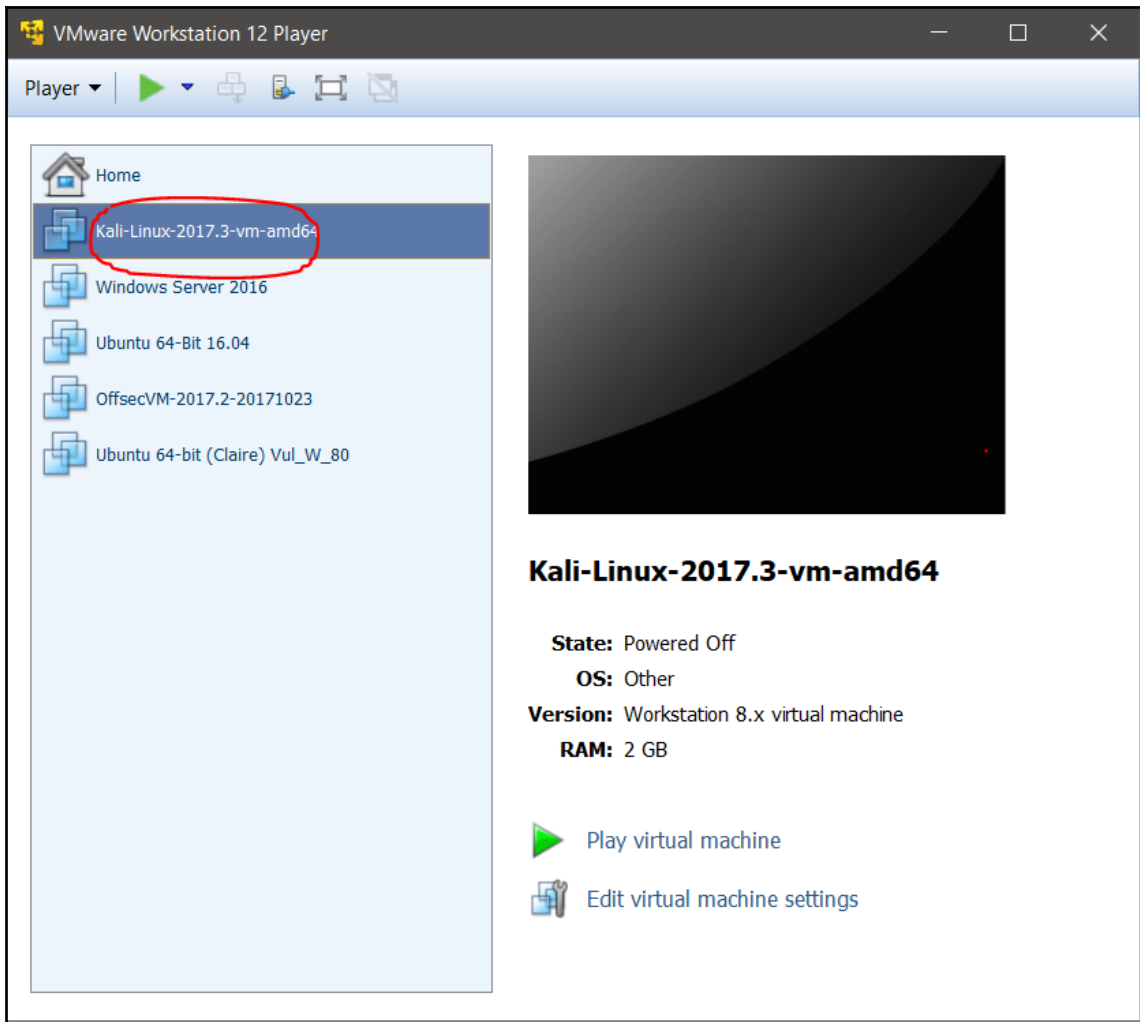 VMware Workstation 12 Player
Player
Home
Kali-Linux-2017.3-vm-amd64
Windows Server 2016
Ubuntu 64-Bit 16.04
OffsecVM-2017.2-20171023
Ubuntu 64-bit (Claire) Vul_W_80
Kali-Linux-2017.3-vm-amd64
State: Powered Off
OS: Other
Version: Workstation 8.x virtual machine
RAM: 2 GB
Play virtual machine
Edit virtual machine settings